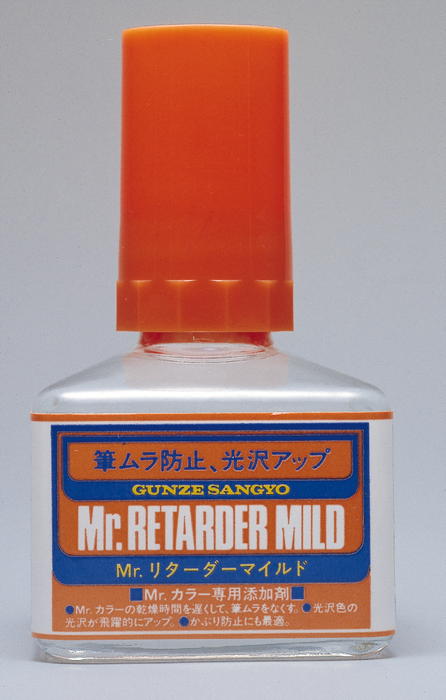 筆ムラ防止、光沢アップ
GUNZE SANGYO
Mr. RETARDER MILD
Mr. リターダーマイルド
■Mr. カラー専用添加剤■
●Mr. カラーの乾燥時間を遅くして、筆ムラをなくす。●光沢色の
光沢が飛躍的にアップ。●かぶり防止にも最適。